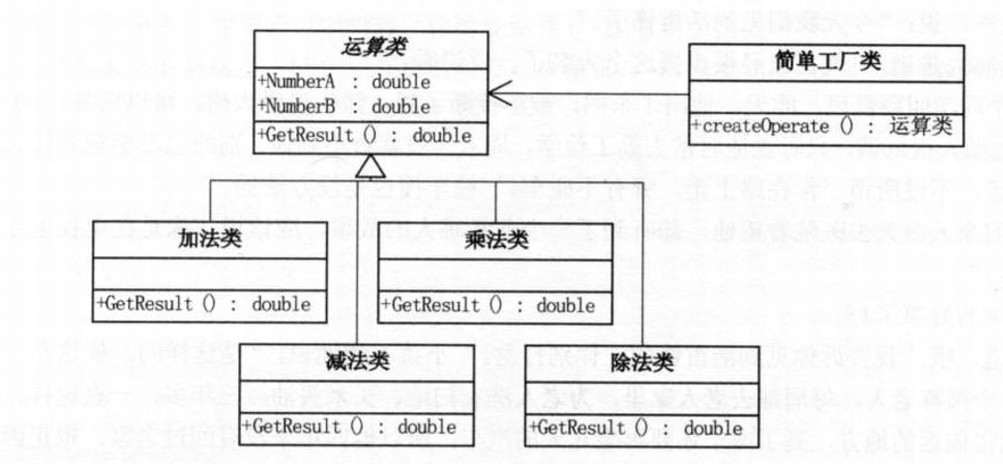 运算类
+NumberA : double
+NumberB : double
+GetResult () : double
简单工厂类
+createOperate () : 运算类
加法类
+GetResult () : double
乘法类
+GetResult () : double
减法类
+GetResult () : double
除法类
+GetResult () : double